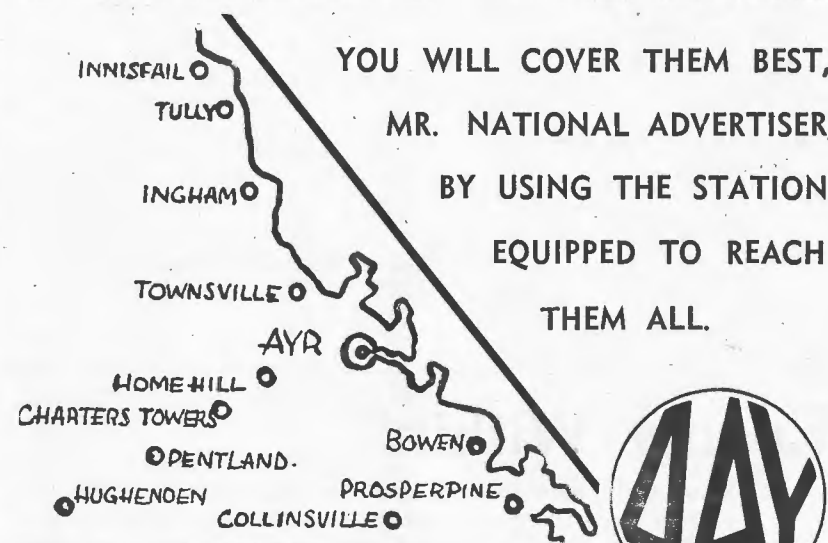 YOU WILL COVER THEM BEST,
MR. NATIONAL ADVERTISER,
BY USING THE STATION
EQUIPPED TO REACH
THEM ALL.
INNISFAIL
TULLY
INGHAM
TOWNSVILLE
AYR
HOME HILL
CHARTERS TOWERS
PENTLAND.
HUGHENDEN
BOWEN
PROSPERPINE
COLLINSVILLE
4AY